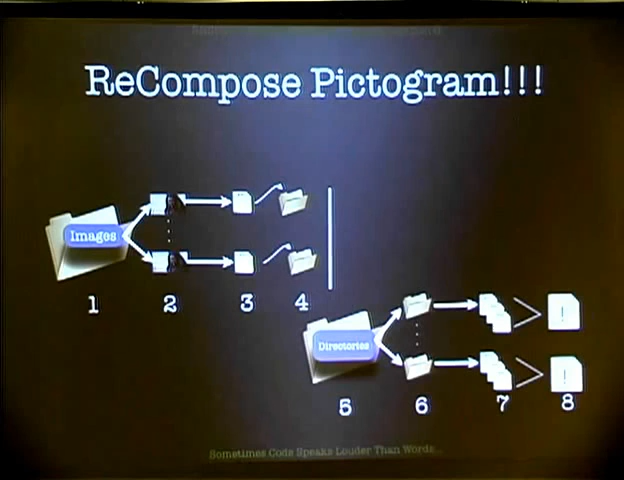 ReCompose Pictogram!!!
Images
1 2 3 4
Directories
! !
5 6 7 8
Sometimes Code Speaks Louder Than Words...